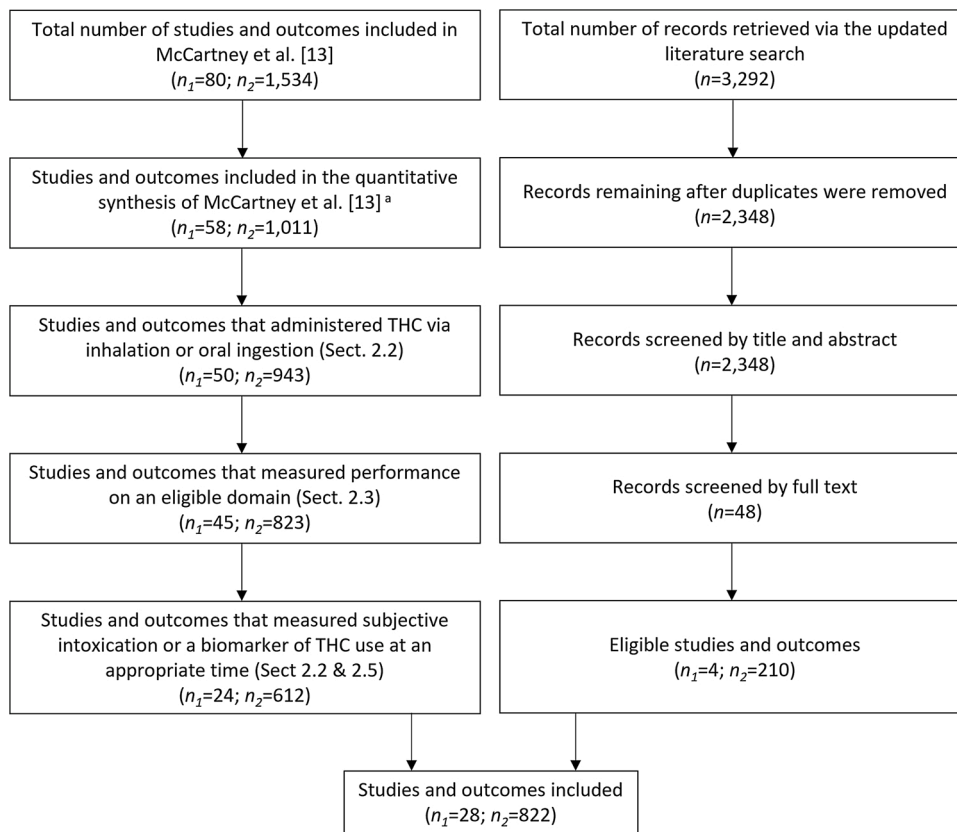 Total number of studies and outcomes included in
McCartney et al. [13]
(n₁=80; n₂=1,534)
Studies and outcomes included in the quantitative
synthesis of McCartney et al. [13] ᵃ
(n₁=58; n₂=1,011)
Studies and outcomes that administered THC via
inhalation or oral ingestion (Sect. 2.2)
(n₁=50; n₂=943)
Studies and outcomes that measured performance
on an eligible domain (Sect. 2.3)
(n₁=45; n₂=823)
Studies and outcomes that measured subjective
intoxication or a biomarker of THC use at an
appropriate time (Sect 2.2 & 2.5)
(n₁=24; n₂=612)
Total number of records retrieved via the updated
literature search
(n=3,292)
Records remaining after duplicates were removed
(n=2,348)
Records screened by title and abstract
(n=2,348)
Records screened by full text
(n=48)
Eligible studies and outcomes
(n₁=4; n₂=210)
Studies and outcomes included
(n₁=28; n₂=822)